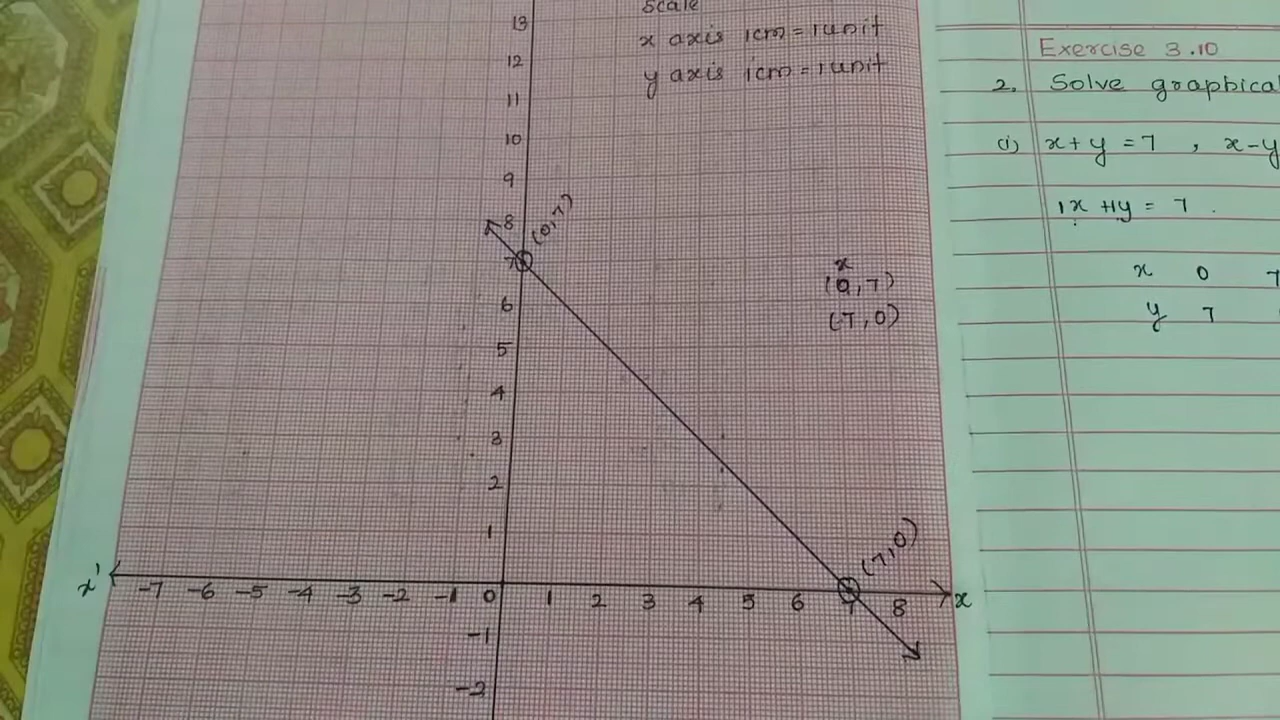 Scale
x axis 1cm = 1unit
y axis 1cm = 1unit
13
12
11
10
9
8
(0,7)
7
6
5
4
3
2
1
x
(0,7)
(7,0)
(7,0)
x' -7 -6 -5 -4 -3 -2 -1 0 1 2 3 4 5 6 7 8 x
-1
-2
Exercise 3.10
2. Solve graphical
(i) x+y = 7 , x-y
1x +1y = 7 .
x 0 7
y 7